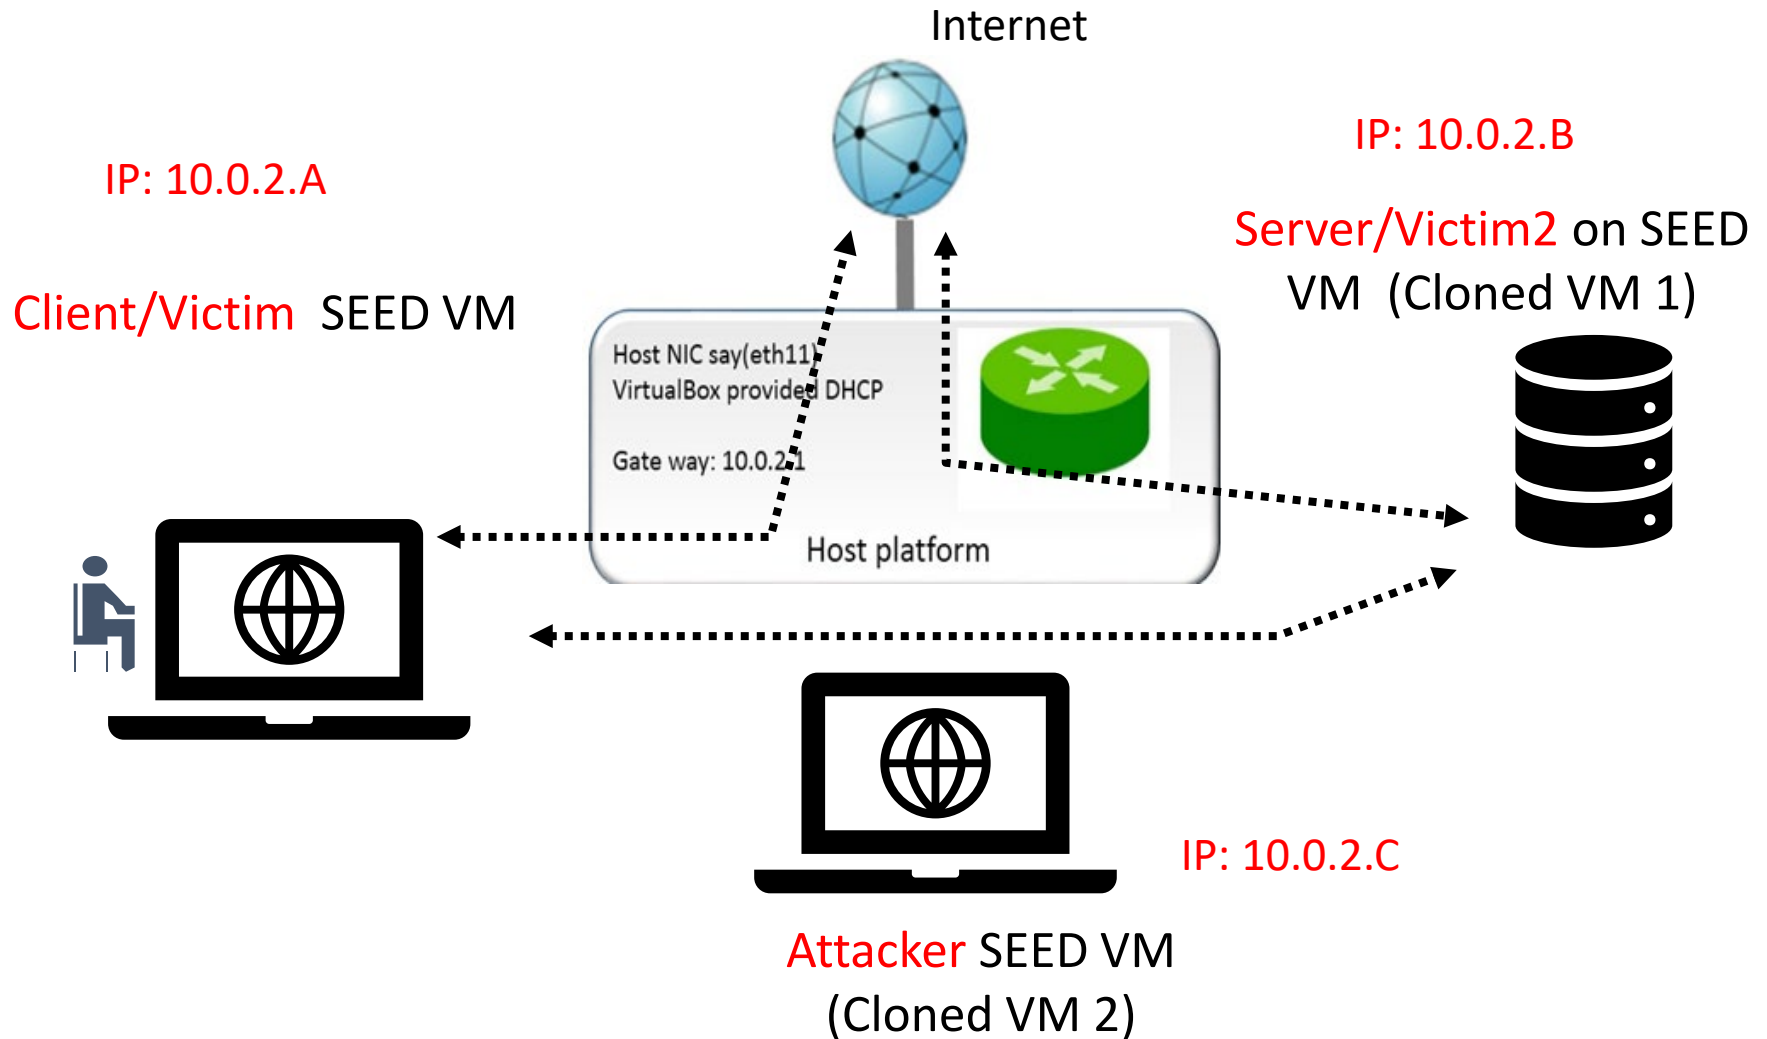 Internet
IP: 10.0.2.A
IP: 10.0.2.B
Server/Victim2 on SEED
VM (Cloned VM 1)
Client/Victim SEED VM
Host NIC say(eth11)
VirtualBox provided DHCP
Gate way: 10.0.2.1
Host platform
IP: 10.0.2.C
Attacker SEED VM
(Cloned VM 2)